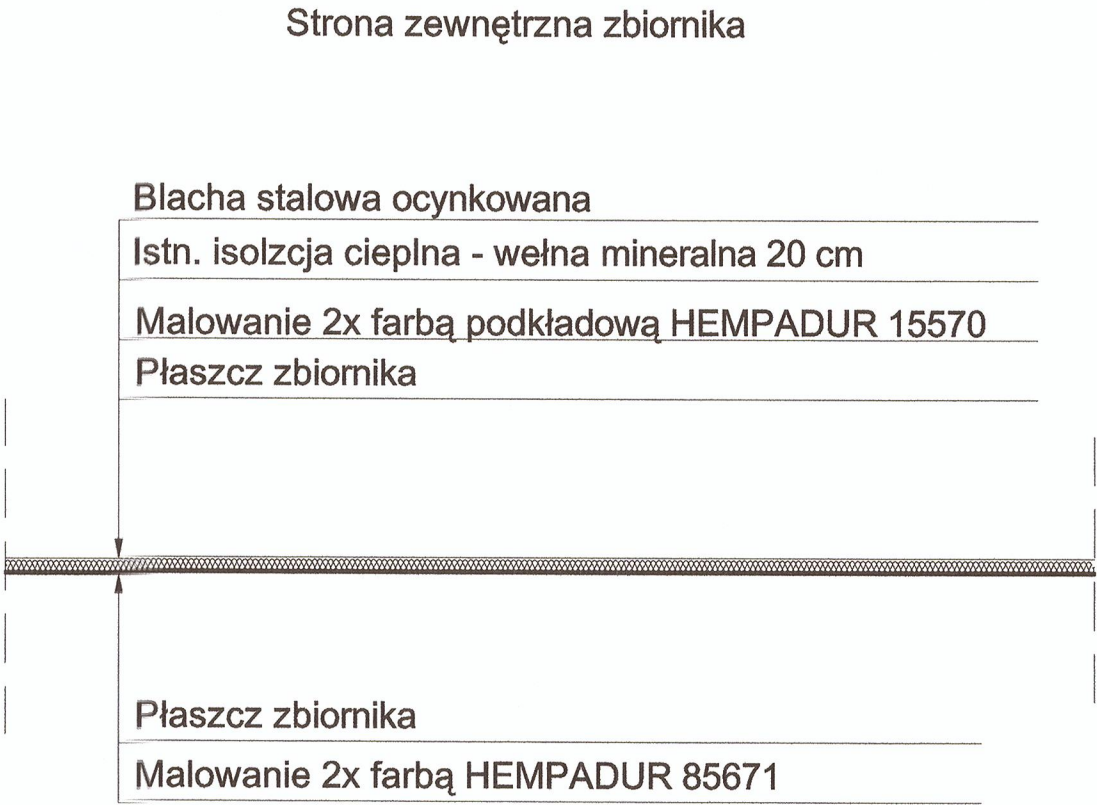 Strona zewnętrzna zbiornika
Blacha stalowa ocynkowana
Istn. isolzcja cieplna - wełna mineralna 20 cm
Malowanie 2x farbą podkładową HEMPADUR 15570
Płaszcz zbiornika
Płaszcz zbiornika
Malowanie 2x farbą HEMPADUR 85671